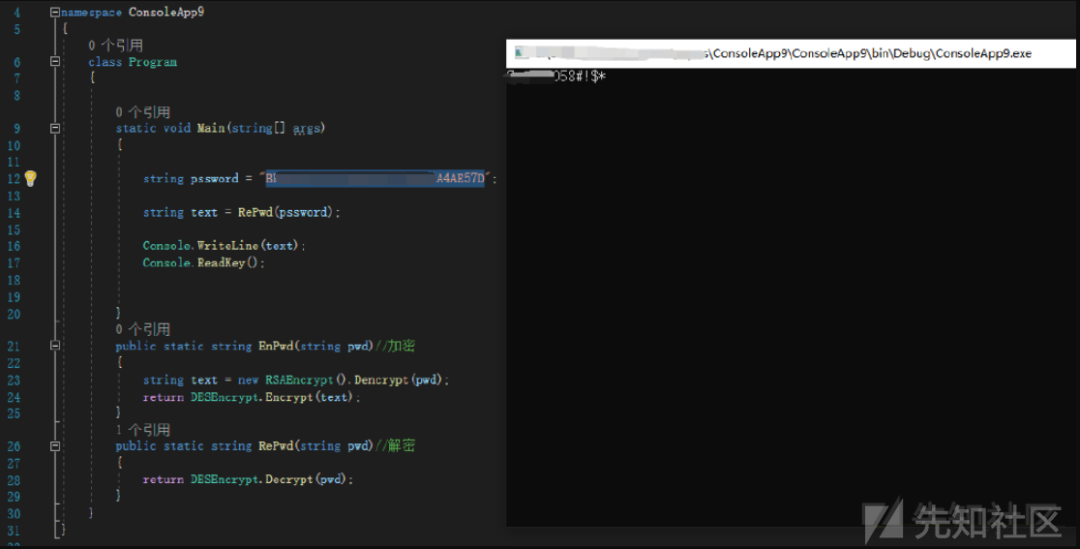 4 namespace ConsoleApp9
5 {
0 个引用
6 class Program
7 {
8
0 个引用
9 static void Main(string[] args)
10 {
11
12 string pssword = "A4AE57D";
13
14 string text = RePwd(pssword);
15
16 Console.WriteLine(text);
17 Console.ReadKey();
18
19
20 }
0 个引用
21 public static string EnPwd(string pwd)//加密
22 {
23 string text = new RSAEncrypt().Dencrypt(pwd);
24 return DESEncrypt.Encrypt(text);
25 }
1 个引用
26 public static string RePwd(string pwd)//解密
27 {
28 return DESEncrypt.Decrypt(pwd);
29 }
30 }
31 }
\ConsoleApp9\ConsoleApp9\bin\Debug\ConsoleApp9.exe
058#!$*
先知社区